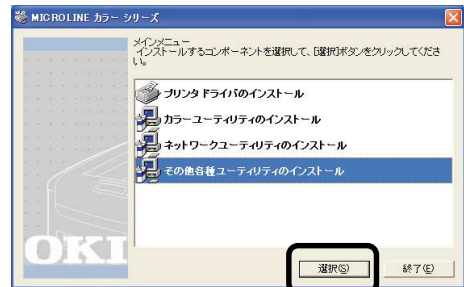 MICROLINE カラー シリーズ
メインメニュー
インストールするコンポーネントを選択して、[選択]ボタンをクリックしてくださ
い。
プリンタ ドライバのインストール
カラーユーティリティのインストール
ネットワークユーティリティのインストール
その他各種ユーティリティのインストール
OKI
選択(S)
終了(E)